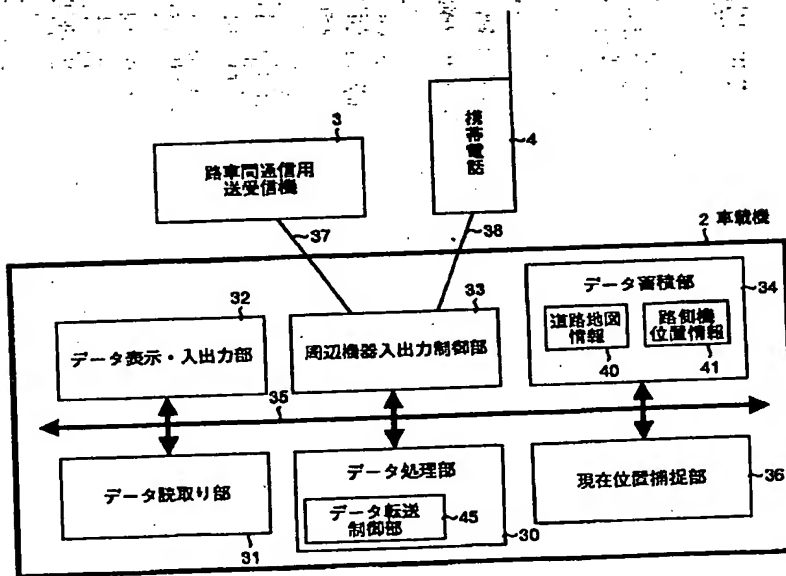 3
路車間通信用
送受信機
携帯電話
4
37
38
2 車載機
32
データ表示・入出力部
33
周辺機器入出力制御部
データ蓄積部
34
道路地図
情報
40
路側機
位置情報
41
35
データ読取り部
31
データ処理部
データ転送
制御部
45
30
現在位置捕捉部
36